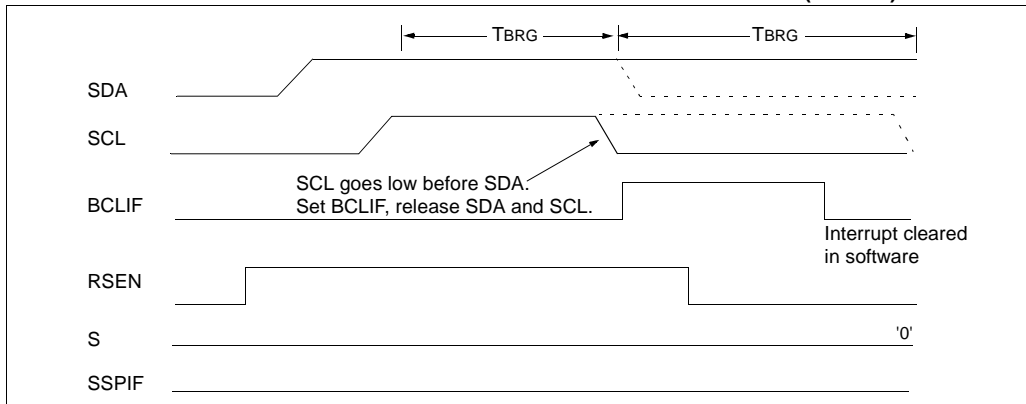 TBRG TBRG
SDA
SCL
SCL goes low before SDA.
Set BCLIF, release SDA and SCL.
BCLIF
Interrupt cleared
in software
RSEN
S '0'
SSPIF